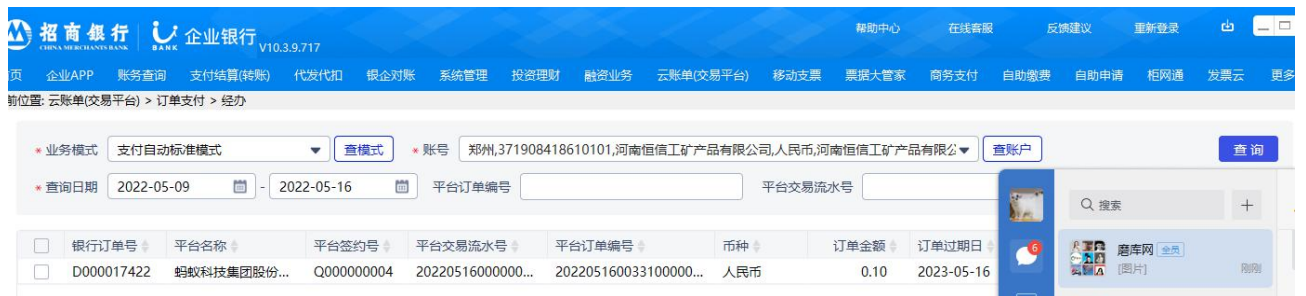 招商银行 CHINA MERCHANTS BANK U BANK 企业银行 V10.3.9.717 帮助中心 在线客服 反馈建议 重新登录
页 企业APP 账务查询 支付结算(转账) 代发代扣 银企对账 系统管理 投资理财 融资业务 云账单(交易平台) 移动支票 票据大管家 商务支付 自助缴费 自助申请 柜网通 发票云 更多
前位置: 云账单(交易平台) > 订单支付 > 经办
* 业务模式 支付自动标准模式 查模式 * 账号 郑州,371908418610101,河南恒信工矿产品有限公司,人民币,河南恒信工矿产品有限公 查账户 查 询
* 查询日期 2022-05-09 - 2022-05-16 平台订单编号 平台交易流水号
搜索 +
银行订单号 平台名称 平台签约号 平台交易流水号 平台订单编号 币种 订单金额 订单过期日
6 磨库网 全员
D000017422 蚂蚁科技集团股份... Q000000004 20220516000000... 202205160033100000... 人民币 0.10 2023-05-16
[图片] 刚刚